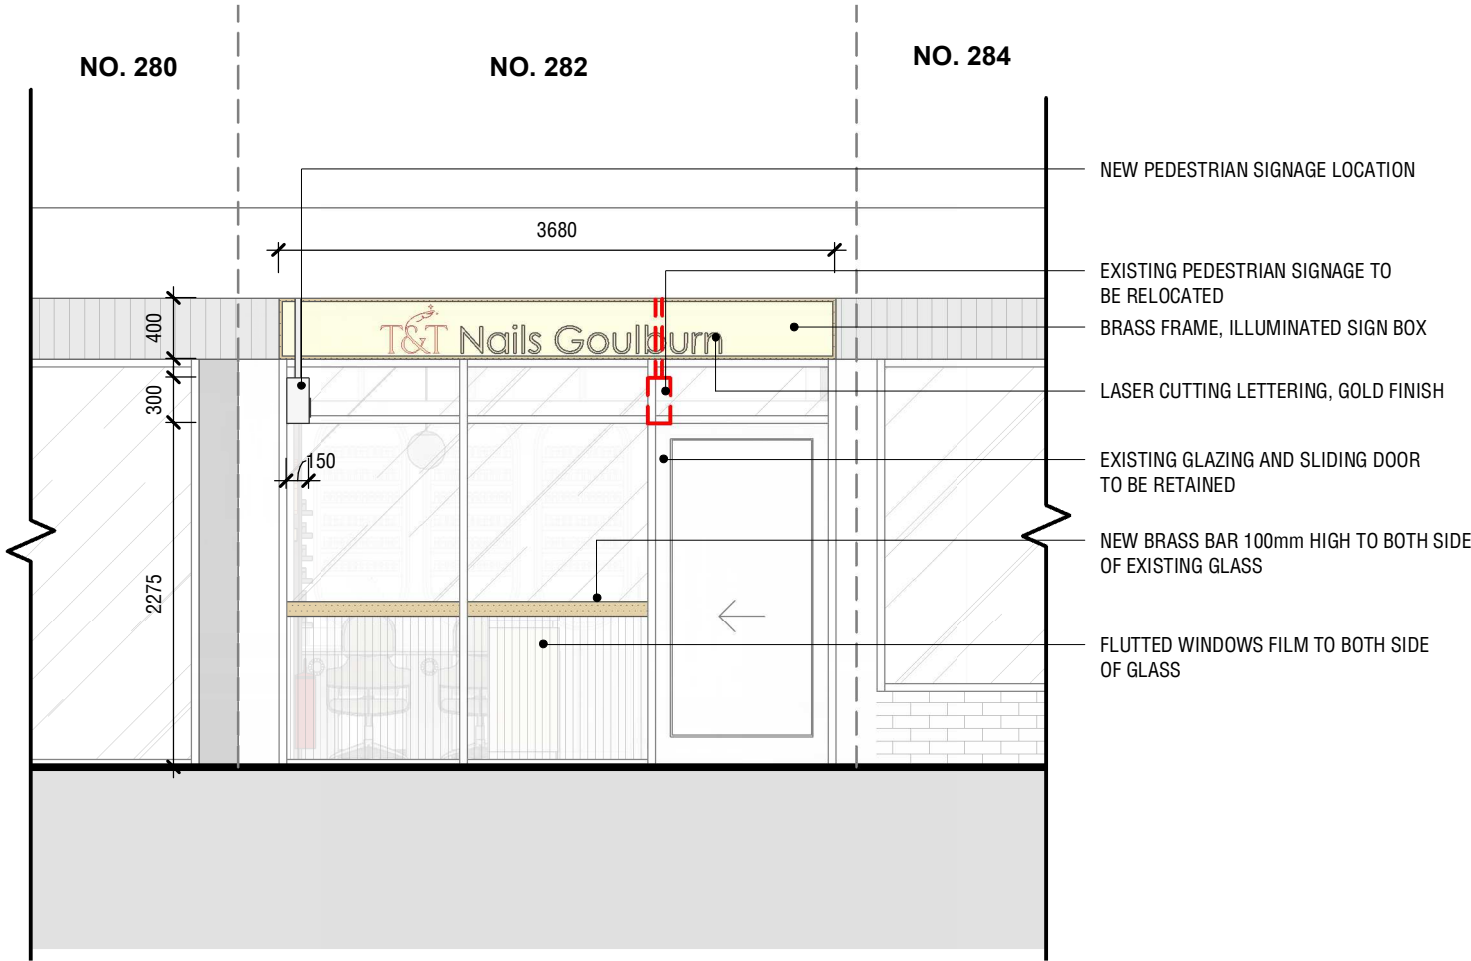 NO. 280
NO. 282
NO. 284
NEW PEDESTRIAN SIGNAGE LOCATION
3680
EXISTING PEDESTRIAN SIGNAGE TO
BE RELOCATED
400
T&T Nails Goulburn
BRASS FRAME, ILLUMINATED SIGN BOX
300
LASER CUTTING LETTERING, GOLD FINISH
150
EXISTING GLAZING AND SLIDING DOOR
TO BE RETAINED
NEW BRASS BAR 100mm HIGH TO BOTH SIDE
OF EXISTING GLASS
2275
FLUTTED WINDOWS FILM TO BOTH SIDE
OF GLASS